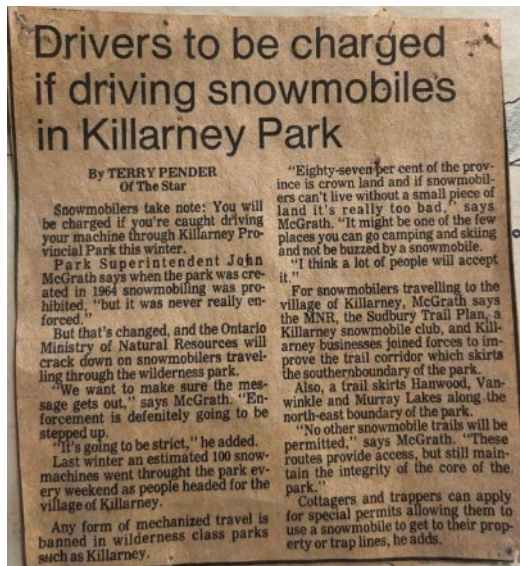 Drivers to be charged
if driving snowmobiles
in Killarney Park
By TERRY PENDER
Of The Star
Snowmobilers take note: You will
be charged if you're caught driving
your machine through Killarney Pro-
vincial Park this winter.
Park Superintendent John
McGrath says when the park was cre-
ated in 1964 snowmobiling was pro-
hibited, "but it was never really en-
forced."
But that's changed, and the Ontario
Ministry of Natural Resources will
crack down on snowmobilers travel-
ling through the wilderness park.
"We want to make sure the mes-
sage gets out," says McGrath. "En-
forcement is defenitely going to be
stepped up.
"It's going to be strict," he added.
Last winter an estimated 100 snow-
machines went throught the park ev-
ery weekend as people headed for the
village of Killarney.
Any form of mechanized travel is
banned in wilderness class parks
such as Killarney.
"Eighty-seven per cent of the prov-
ince is crown land and if snowmobil-
ers can't live without a small piece of
land it's really too bad," says
McGrath. "It might be one of the few
places you can go camping and skiing
and not be buzzed by a snowmobile.
"I think a lot of people will accept
it."
For snowmobilers travelling to the
village of Killarney, McGrath says
the MNR, the Sudbury Trail Plan, a
Killarney snowmobile club, and Kill-
arney businesses joined forces to im-
prove the trail corridor which skirts
the southernboundary of the park.
Also, a trail skirts Hanwood, Van-
winkle and Murray Lakes along the
north-east boundary of the park.
"No other snowmobile trails will be
permitted," says McGrath. "These
routes provide access, but still main-
tain the integrity of the core of the
park."
Cottagers and trappers can apply
for special permits allowing them to
use a snowmobile to get to their prop-
erty or trap lines, he adds.